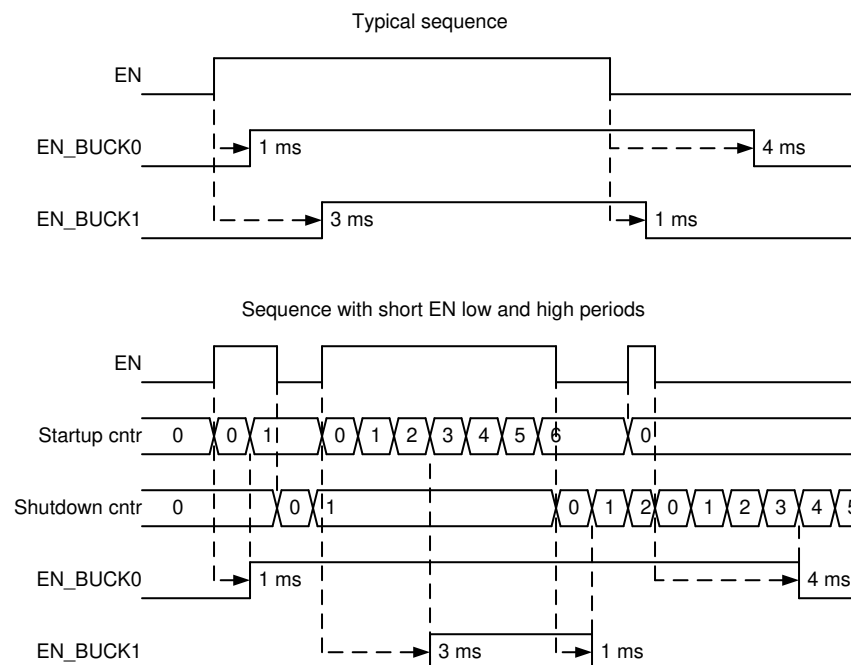 Typical sequence
EN
EN_BUCK0 1 ms 4 ms
EN_BUCK1 3 ms 1 ms
Sequence with short EN low and high periods
EN
Startup cntr 0 0 1 0 1 2 3 4 5 6 0
Shutdown cntr 0 0 1 0 1 2 0 1 2 3 4 5
EN_BUCK0 1 ms 4 ms
EN_BUCK1 3 ms 1 ms